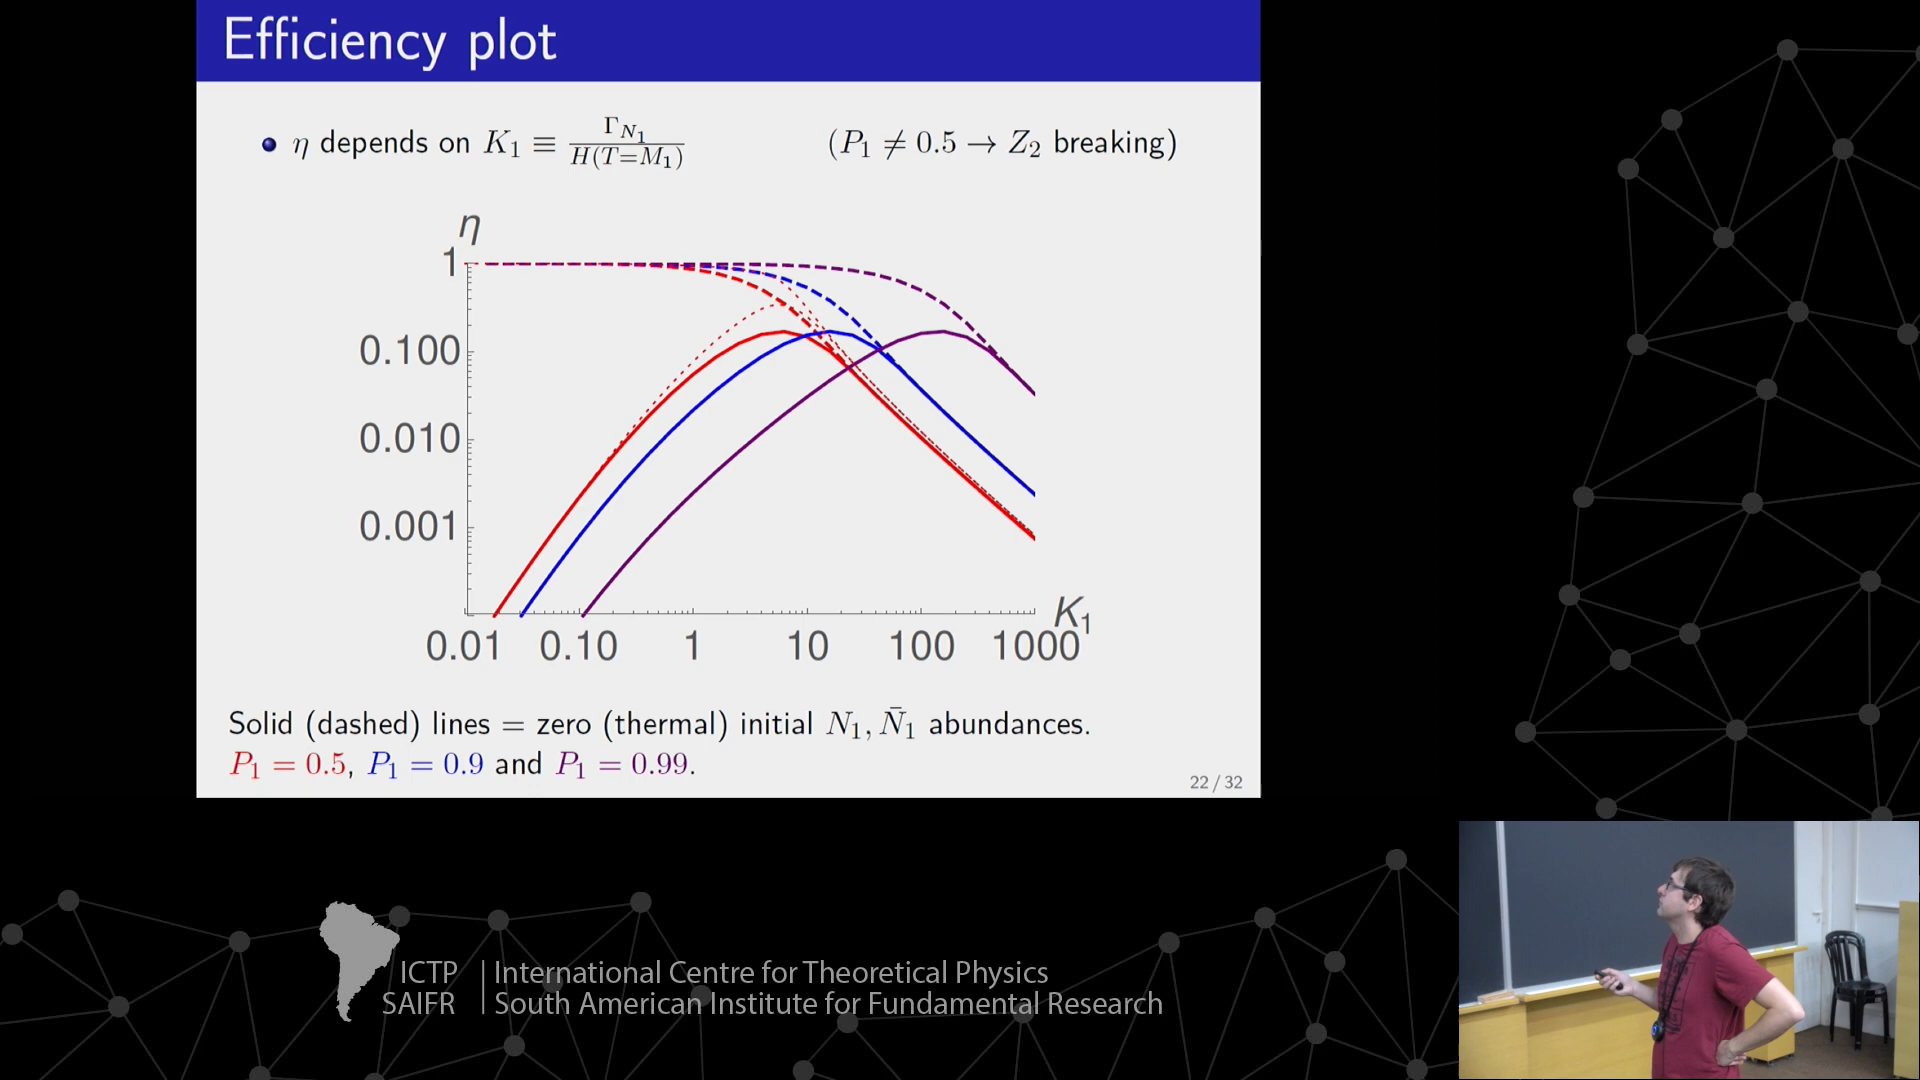 Efficiency plot
η depends on K₁ ≡ Γ_{N₁} / H(T=M₁) (P₁ ≠ 0.5 → Z₂ breaking)
η
1
0.100
0.010
0.001
K₁
0.01 0.10 1 10 100 1000
Solid (dashed) lines = zero (thermal) initial N₁, N̄₁ abundances.
P₁ = 0.5, P₁ = 0.9 and P₁ = 0.99.
22 / 32
ICTP | International Centre for Theoretical Physics
SAIFR | South American Institute for Fundamental Research